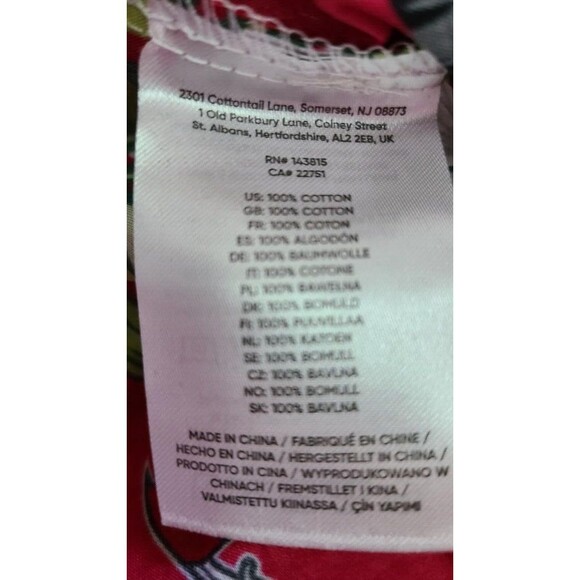 2301 Cottontail Lane, Somerset, NJ 08873
1 Old Parkbury Lane, Colney Street
St. Albans, Hertfordshire, AL2 2EB, UK
RN# 143815
CA# 22751
US: 100% COTTON
GB: 100% COTTON
FR: 100% COTON
ES: 100% ALGODÓN
DE: 100% BAUMWOLLE
IT: 100% COTONE
PL: 100% BAWEŁNA
DK: 100% BOMULD
FI: 100% PUUVILLAA
NL: 100% KATOEN
SE: 100% BOMULL
CZ: 100% BAVLNA
NO: 100% BOMULL
SK: 100% BAVLNA
MADE IN CHINA / FABRIQUÉ EN CHINE /
HECHO EN CHINA / HERGESTELLT IN CHINA /
PRODOTTO IN CINA / WYPRODUKOWANO W
CHINACH / FREMSTILLET I KINA /
VALMISTETTU KIINASSA / ÇİN YAPIMI